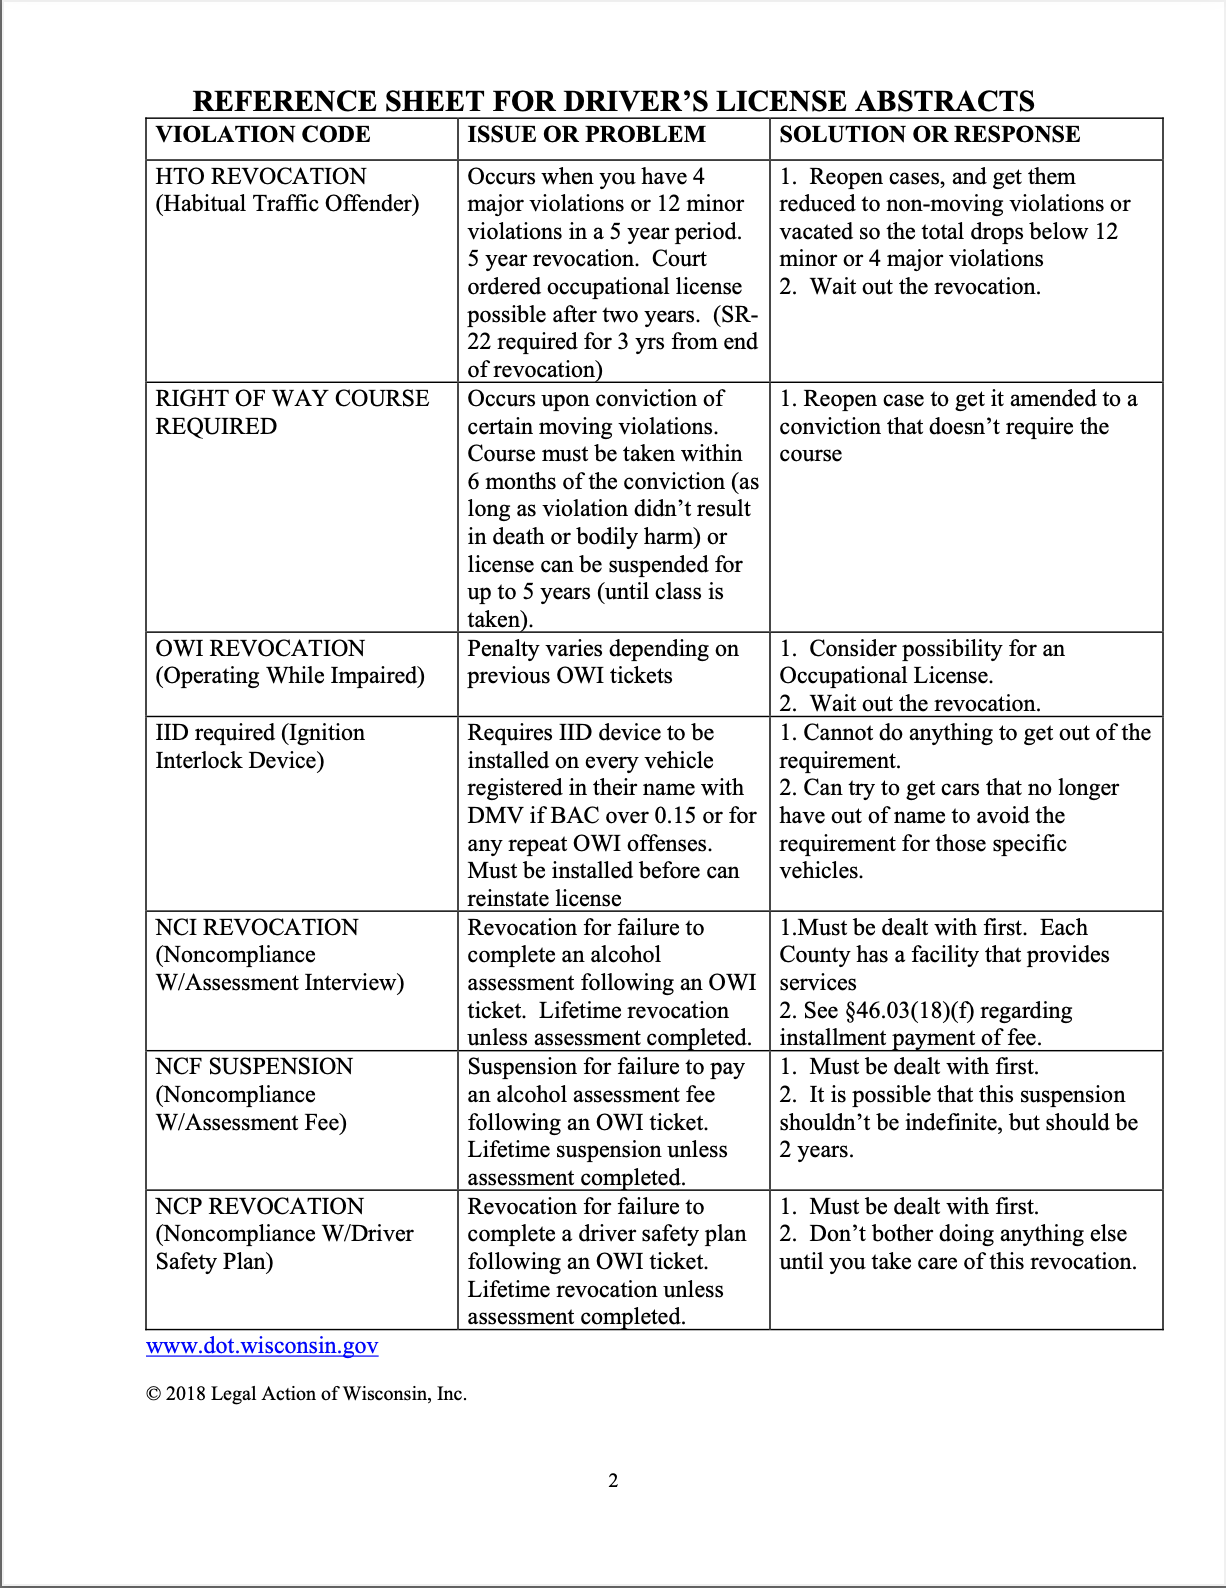 REFERENCE SHEET FOR DRIVER’S LICENSE ABSTRACTS
VIOLATION CODE
ISSUE OR PROBLEM
SOLUTION OR RESPONSE
HTO REVOCATION
(Habitual Traffic Offender)
Occurs when you have 4
major violations or 12 minor
violations in a 5 year period.
5 year revocation.  Court
ordered occupational license
possible after two years.  (SR-
22 required for 3 yrs from end
of revocation)
1.  Reopen cases, and get them
reduced to non-moving violations or
vacated so the total drops below 12
minor or 4 major violations
2.  Wait out the revocation.
RIGHT OF WAY COURSE
REQUIRED
Occurs upon conviction of
certain moving violations.
Course must be taken within
6 months of the conviction (as
long as violation didn’t result
in death or bodily harm) or
license can be suspended for
up to 5 years (until class is
taken).
1. Reopen case to get it amended to a
conviction that doesn’t require the
course
OWI REVOCATION
(Operating While Impaired)
Penalty varies depending on
previous OWI tickets
1.  Consider possibility for an
Occupational License.
2.  Wait out the revocation.
IID required (Ignition
Interlock Device)
Requires IID device to be
installed on every vehicle
registered in their name with
DMV if BAC over 0.15 or for
any repeat OWI offenses.
Must be installed before can
reinstate license
1. Cannot do anything to get out of the
requirement.
2. Can try to get cars that no longer
have out of name to avoid the
requirement for those specific
vehicles.
NCI REVOCATION
(Noncompliance
W/Assessment Interview)
Revocation for failure to
complete an alcohol
assessment following an OWI
ticket.  Lifetime revocation
unless assessment completed.
1.Must be dealt with first.  Each
County has a facility that provides
services
2. See §46.03(18)(f) regarding
installment payment of fee.
NCF SUSPENSION
(Noncompliance
W/Assessment Fee)
Suspension for failure to pay
an alcohol assessment fee
following an OWI ticket.
Lifetime suspension unless
assessment completed.
1.  Must be dealt with first.
2.  It is possible that this suspension
shouldn’t be indefinite, but should be
2 years.
NCP REVOCATION
(Noncompliance W/Driver
Safety Plan)
Revocation for failure to
complete a driver safety plan
following an OWI ticket.
Lifetime revocation unless
assessment completed.
1.  Must be dealt with first.
2.  Don’t bother doing anything else
until you take care of this revocation.
www.dot.wisconsin.gov
© 2018 Legal Action of Wisconsin, Inc.
2